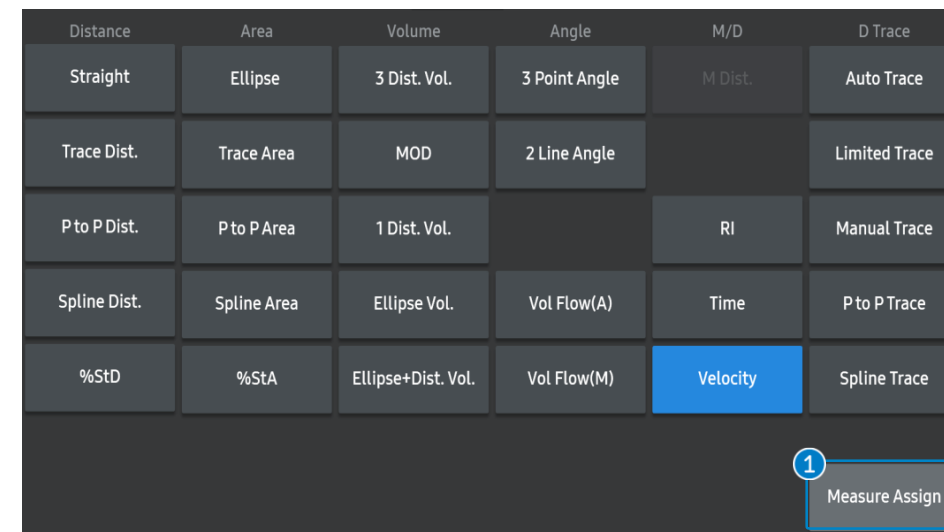 Distance Area Volume Angle M/D D Trace
Straight Ellipse 3 Dist. Vol. 3 Point Angle M Dist. Auto Trace
Trace Dist. Trace Area MOD 2 Line Angle Limited Trace
P to P Dist. P to P Area 1 Dist. Vol. RI Manual Trace
Spline Dist. Spline Area Ellipse Vol. Vol Flow(A) Time P to P Trace
%StD %StA Ellipse+Dist. Vol. Vol Flow(M) Velocity Spline Trace
1
Measure Assign